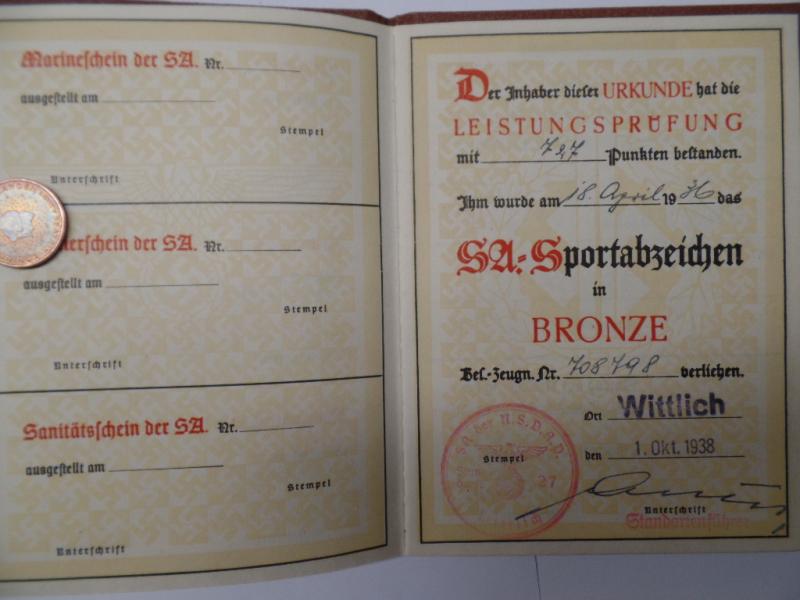 Marineschein der SA. Nr.
ausgestellt am
Stempel
Unterschrift
schein der SA. Nr.
ausgestellt am
Stempel
Unterschrift
Sanitätsschein der SA. Nr.
ausgestellt am
Stempel
Unterschrift
Der Inhaber dieser URKUNDE hat die
LEISTUNGSPRÜFUNG
mit 727 Punkten bestanden.
Ihm wurde am 18. April 1936 das
SA.-Sportabzeichen
in
BRONZE
Bes.-Zeugn. Nr. 708798 verliehen.
Ort Wittlich
den 1. Okt. 1938
SA der N.S.D.A.P.
27
Stempel
Unterschrift
Standartenführer